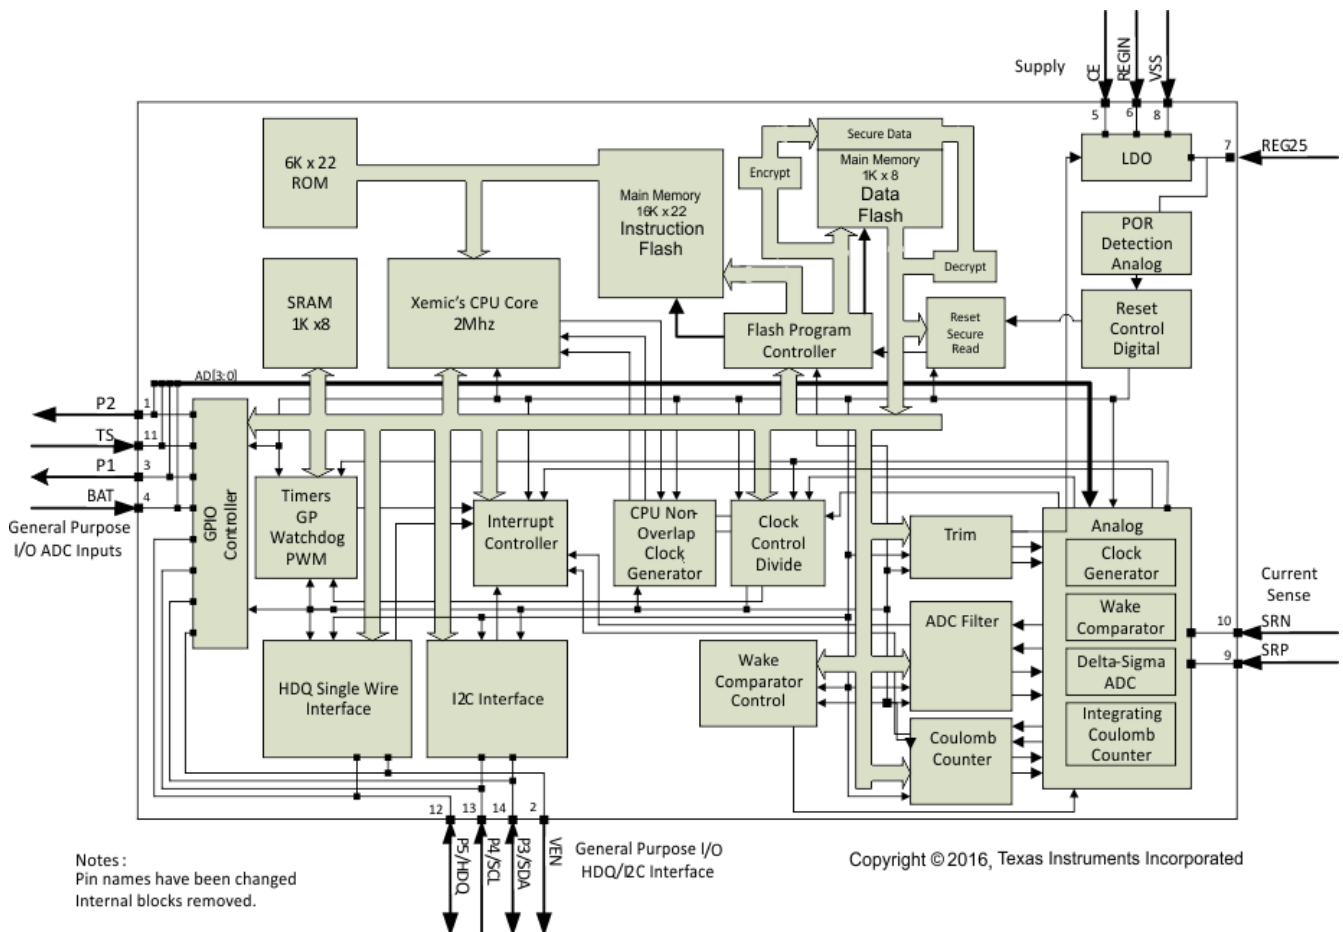 Supply
CE
REGIN
VSS
5
6
8
6K x 22
ROM
Main Memory
16K x 22
Instruction
Flash
Encrypt
Secure Data
Main Memory
1K x 8
Data
Flash
Decrypt
LDO
7
REG25
POR
Detection
Analog
SRAM
1K x8
Xemic's CPU Core
2Mhz
Flash Program
Controller
Reset
Secure
Read
Reset
Control
Digital
AD[3:0]
P2
1
TS
11
P1
3
BAT
4
General Purpose
I/O ADC Inputs
GPIO
Controller
Timers
GP
Watchdog
PWM
Interrupt
Controller
CPU Non-
Overlap
Clock
Generator
Clock
Control
Divide
Trim
Analog
Clock
Generator
Wake
Comparator
Delta-Sigma
ADC
Integrating
Coulomb
Counter
Current
Sense
10
SRN
9
SRP
ADC Filter
HDQ Single Wire
Interface
I2C Interface
Wake
Comparator
Control
Coulomb
Counter
12
13
14
2
P5/HDQ
P4/SCL
P3/SDA
VEN
General Purpose I/O
HDQ/I2C Interface
Notes :
Pin names have been changed
Internal blocks removed.
Copyright © 2016, Texas Instruments Incorporated